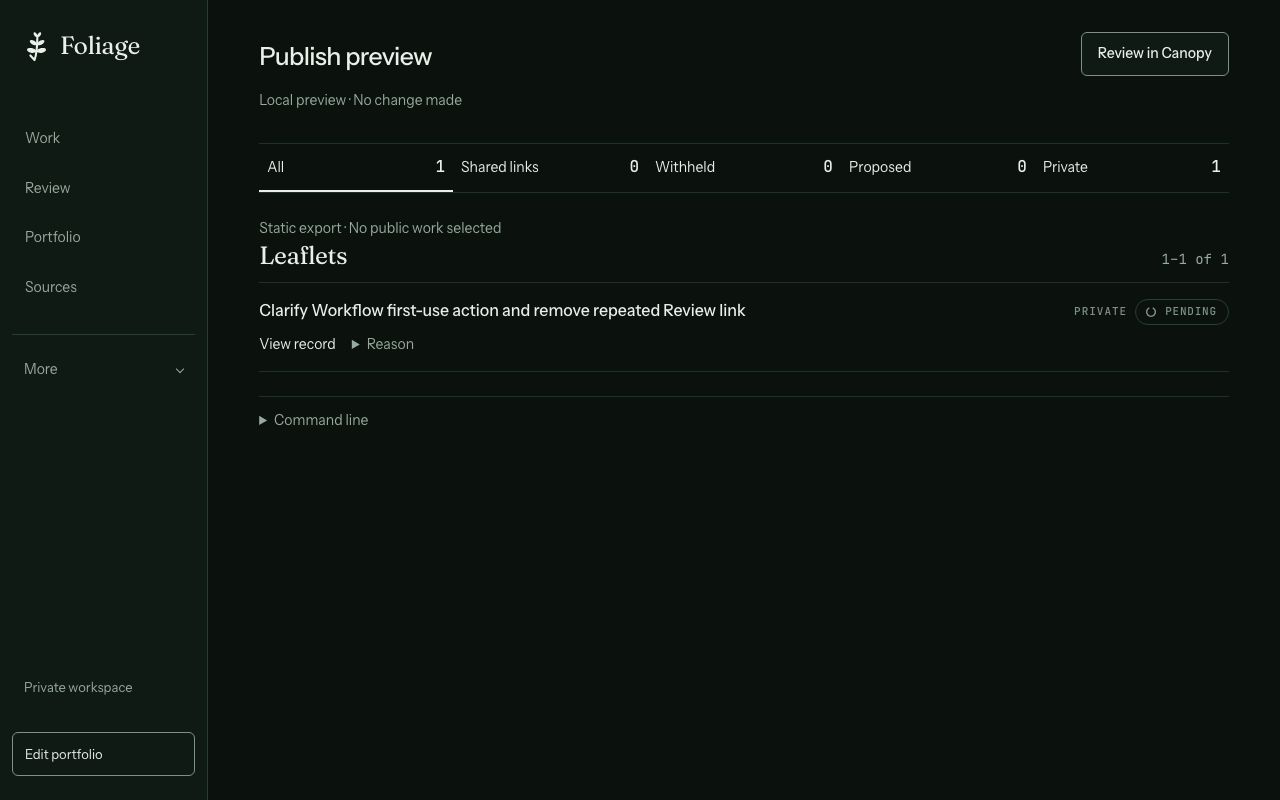 Foliage
Work
Review
Portfolio
Sources
More
Private workspace
Edit portfolio
Publish preview
Review in Canopy
Local preview · No change made
All 1 Shared links 0 Withheld 0 Proposed 0 Private 1
Static export · No public work selected
Leaflets
1–1 of 1
Clarify Workflow first-use action and remove repeated Review link
PRIVATE PENDING
View record Reason
Command line